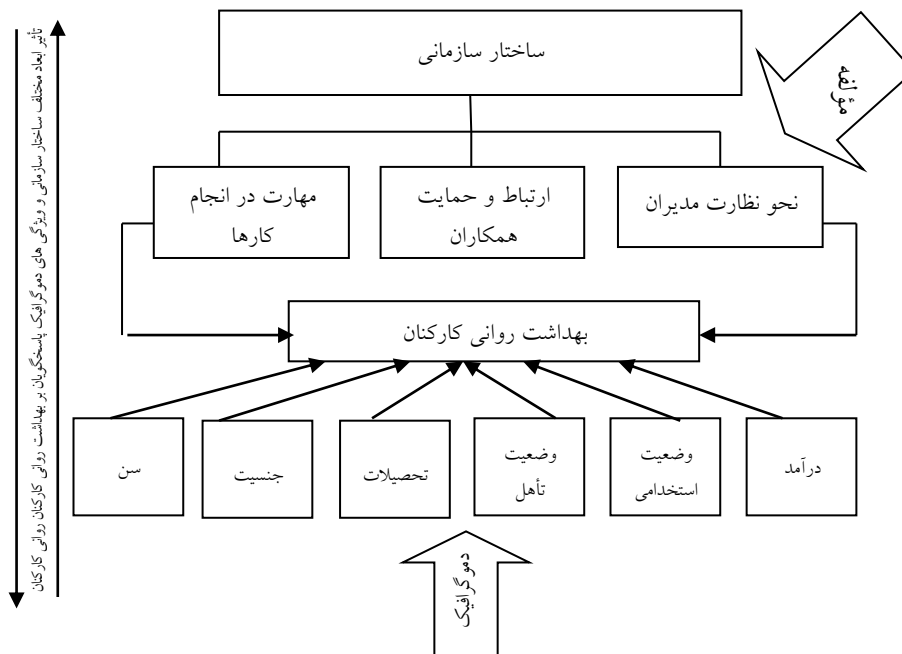 ساختار سازمانی
مؤلفه
نحو نظارت مدیران
ارتباط و حمایت
همکاران
مهارت در انجام
کارها
بهداشت روانی کارکنان
درآمد
وضعیت
استخدامی
وضعیت
تأهل
تحصیلات
جنسیت
سن
دموگرافیک
تأثیر ابعاد مختلف ساختار سازمانی و ویژگی های دموگرافیک پاسخگویان بر بهداشت روانی کارکنان روانی کارکنان